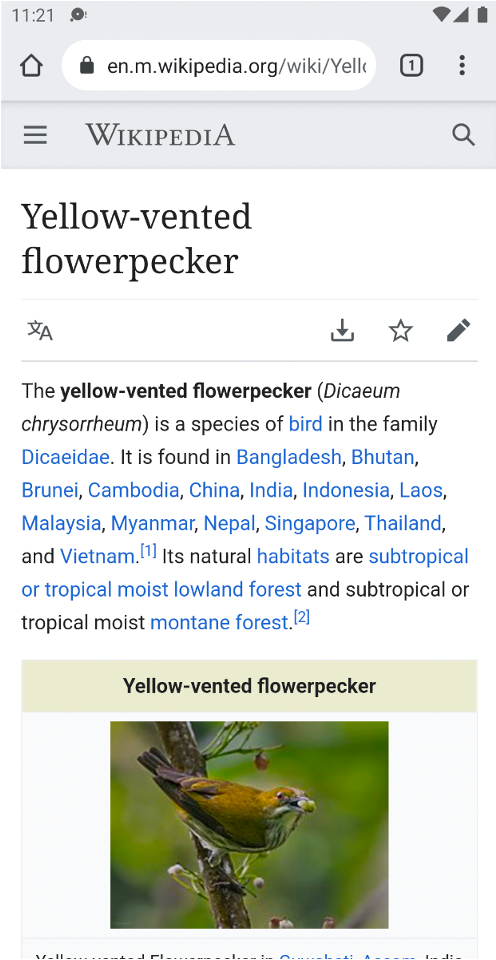 11:21
en.m.wikipedia.org/wiki/Yell
1
WIKIPEDIA
Yellow-vented
flowerpecker
文A
The yellow-vented flowerpecker (Dicaeum
chrysorrheum) is a species of bird in the family
Dicaeidae. It is found in Bangladesh, Bhutan,
Brunei, Cambodia, China, India, Indonesia, Laos,
Malaysia, Myanmar, Nepal, Singapore, Thailand,
and Vietnam.[1] Its natural habitats are subtropical
or tropical moist lowland forest and subtropical or
tropical moist montane forest.[2]
Yellow-vented flowerpecker
Yellow-vented Flowerpecker in Guwahati, Assam, India